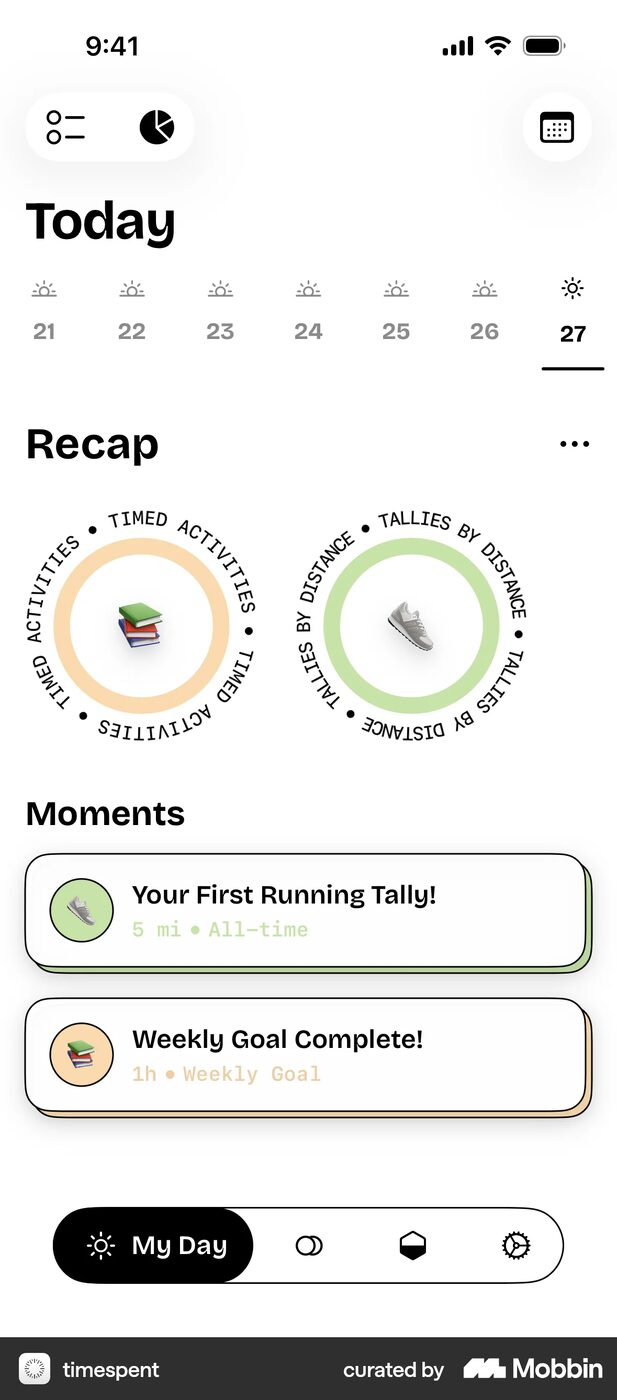 9:41
Today
21 22 23 24 25 26 27
Recap
TIMED ACTIVITIES • TIMED ACTIVITIES • TIMED ACTIVITIES • TIMED ACTIVITIES •
TALLIES BY DISTANCE • TALLIES BY DISTANCE • TALLIES BY DISTANCE •
Moments
Your First Running Tally!
5 mi • All-time
Weekly Goal Complete!
1h • Weekly Goal
My Day
timespent
curated by Mobbin